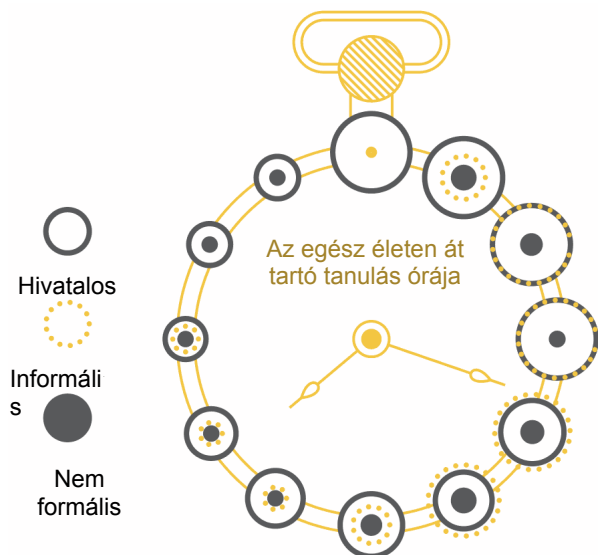 Az egész életen át
tartó tanulás órája
Hivatalos
Informáli
s
Nem
formális